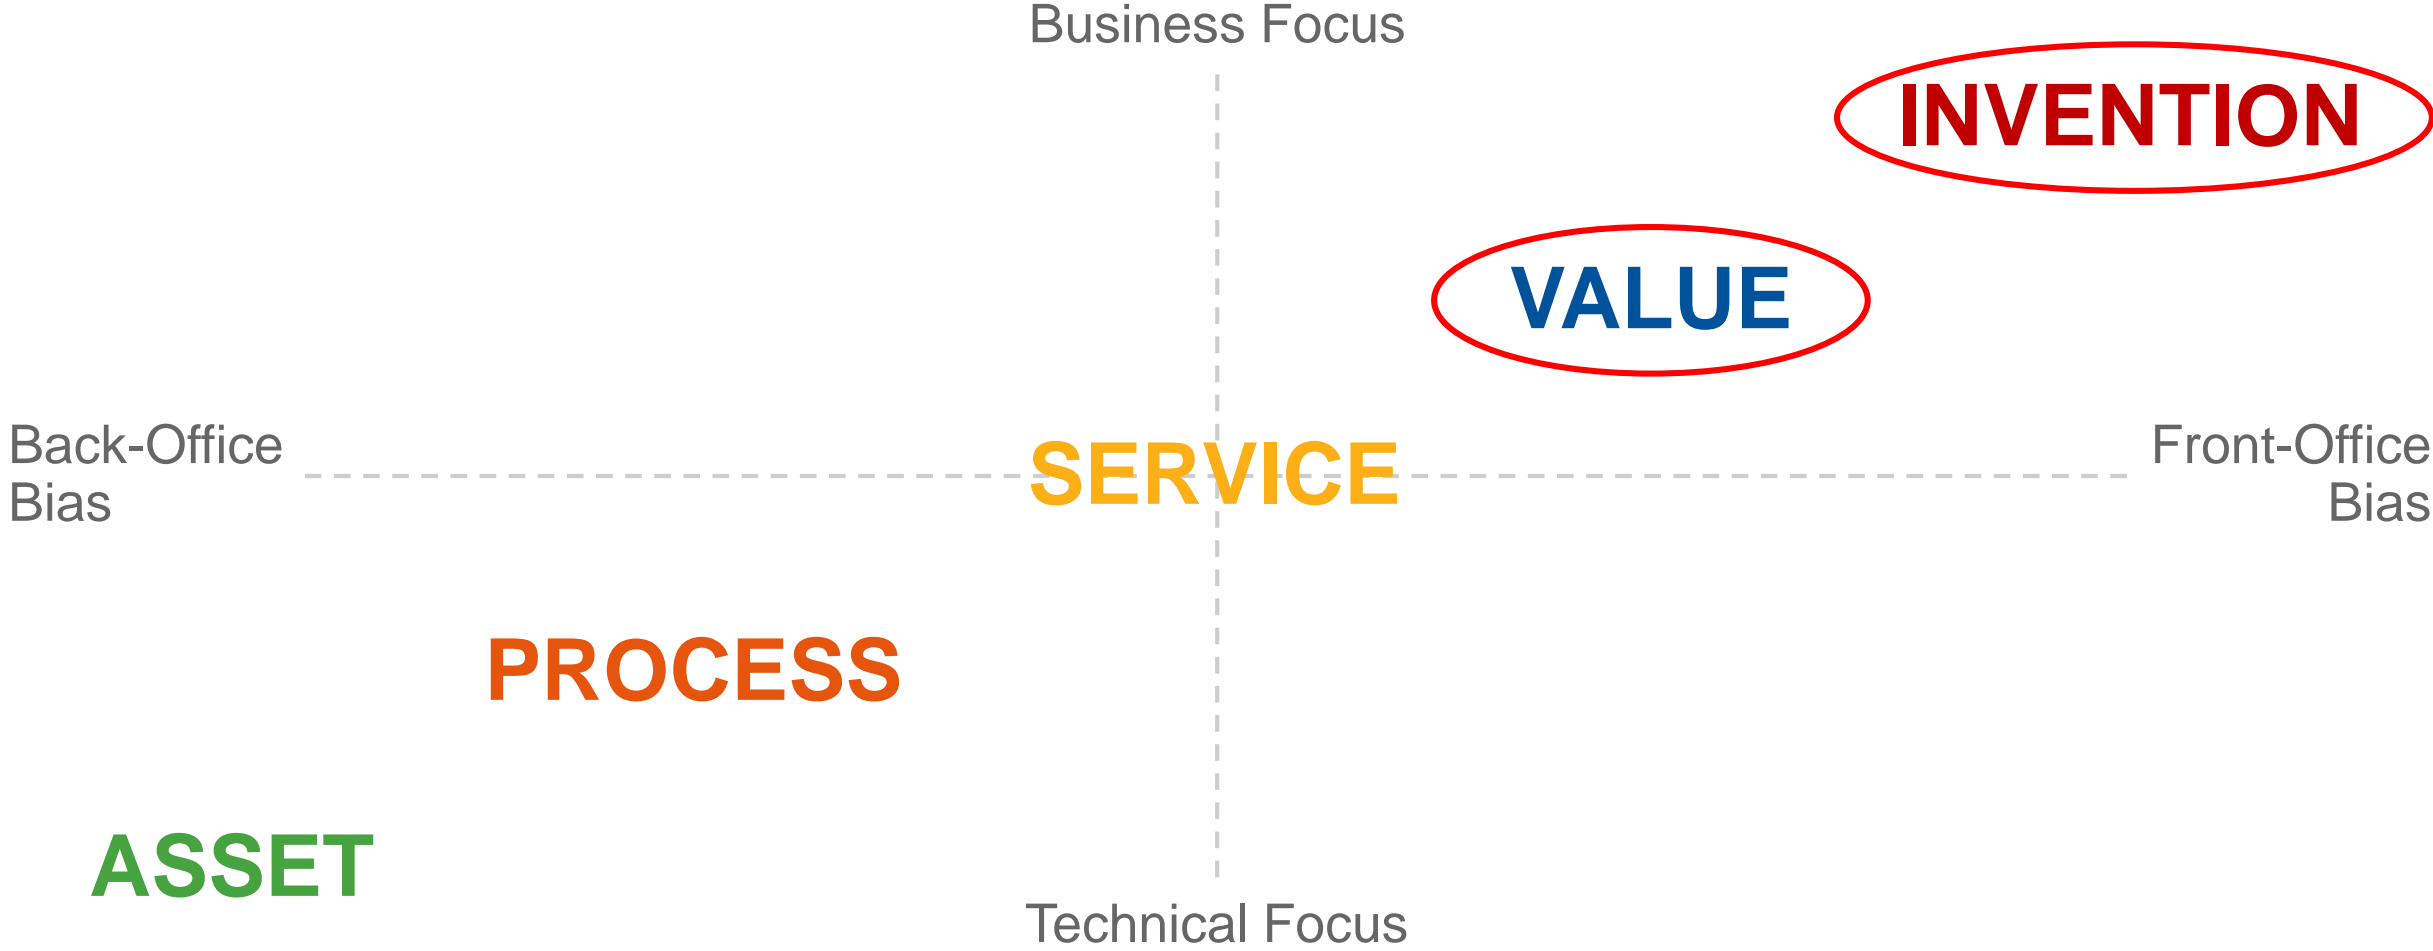 Business Focus
INVENTION
VALUE
Back-Office
Bias
SERVICE
Front-Office
Bias
PROCESS
ASSET
Technical Focus